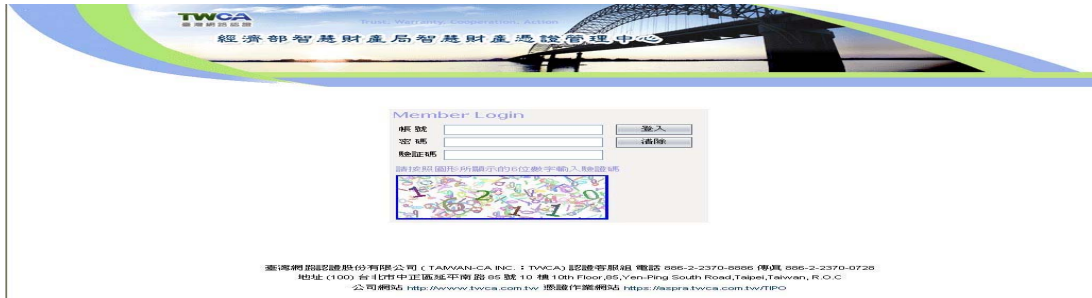 TWCA
臺灣網路認證
Trust, Warranty, Cooperation, Action
經濟部智慧財產局智慧財產憑證管理中心
Member Login
帳號 登入
密碼 清除
驗証碼
請按照圖形所顯示的6位數字輸入驗證碼
臺灣網路認證股份有限公司 ( TAIWAN-CA INC.：TWCA) 認證客服組 電話 886-2-2370-8886 傳真 886-2-2370-0728
地址 (100) 台北市中正區延平南路 85 號 10 樓 10th Floor,85,Yen-Ping South Road,Taipei,Taiwan, R.O.C
公司網站 http://www.twca.com.tw 憑證作業網站 https://aspra.twca.com.tw/TIPO